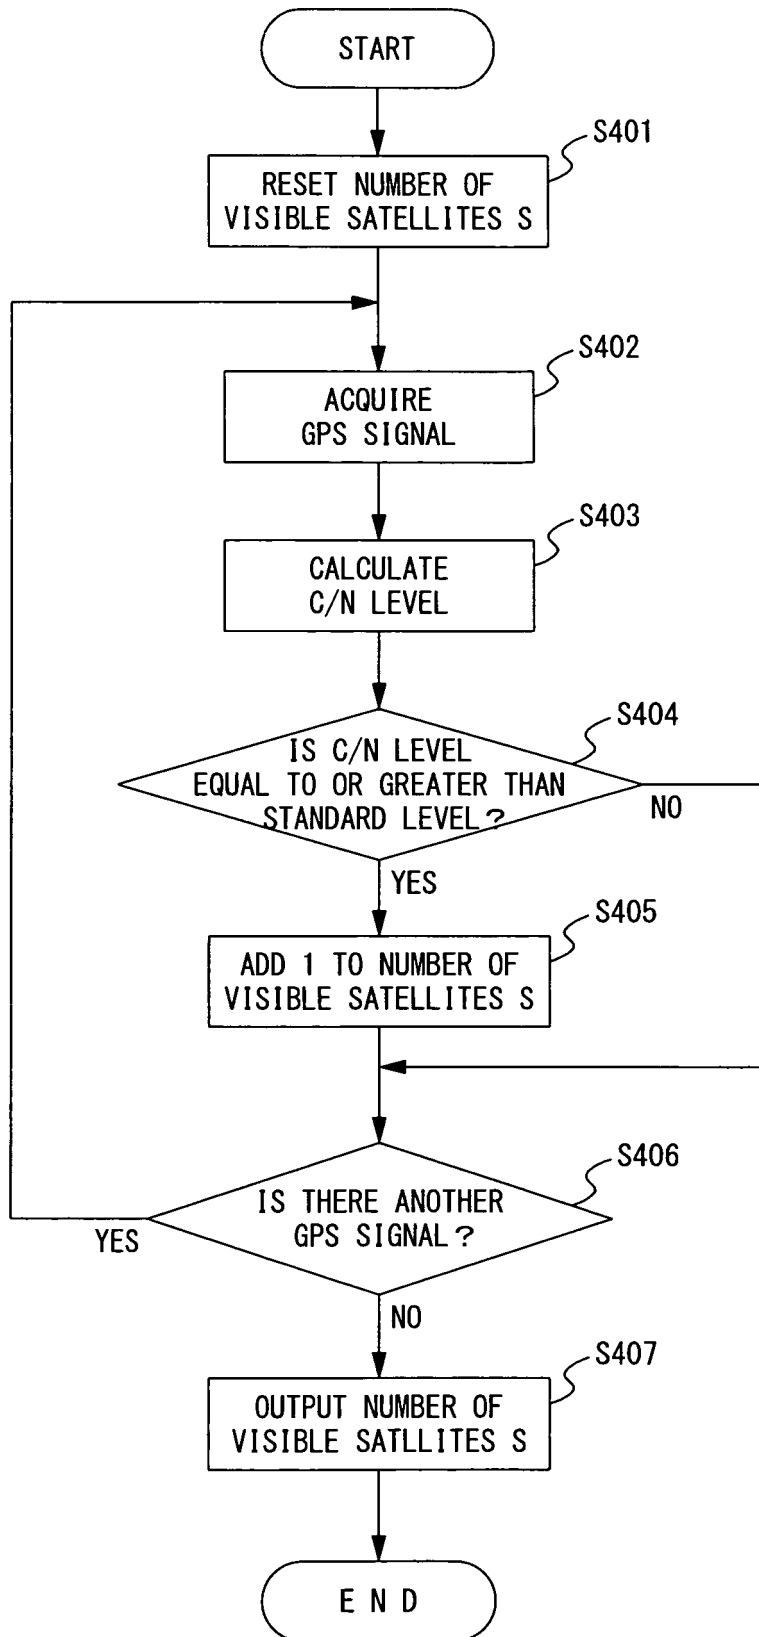 START
S401
RESET NUMBER OF
VISIBLE SATELLITES S
S402
ACQUIRE
GPS SIGNAL
S403
CALCULATE
C/N LEVEL
S404
IS C/N LEVEL
EQUAL TO OR GREATER THAN
STANDARD LEVEL?
NO
YES
S405
ADD 1 TO NUMBER OF
VISIBLE SATELLITES S
S406
IS THERE ANOTHER
GPS SIGNAL?
YES
NO
S407
OUTPUT NUMBER OF
VISIBLE SATLLITES S
END